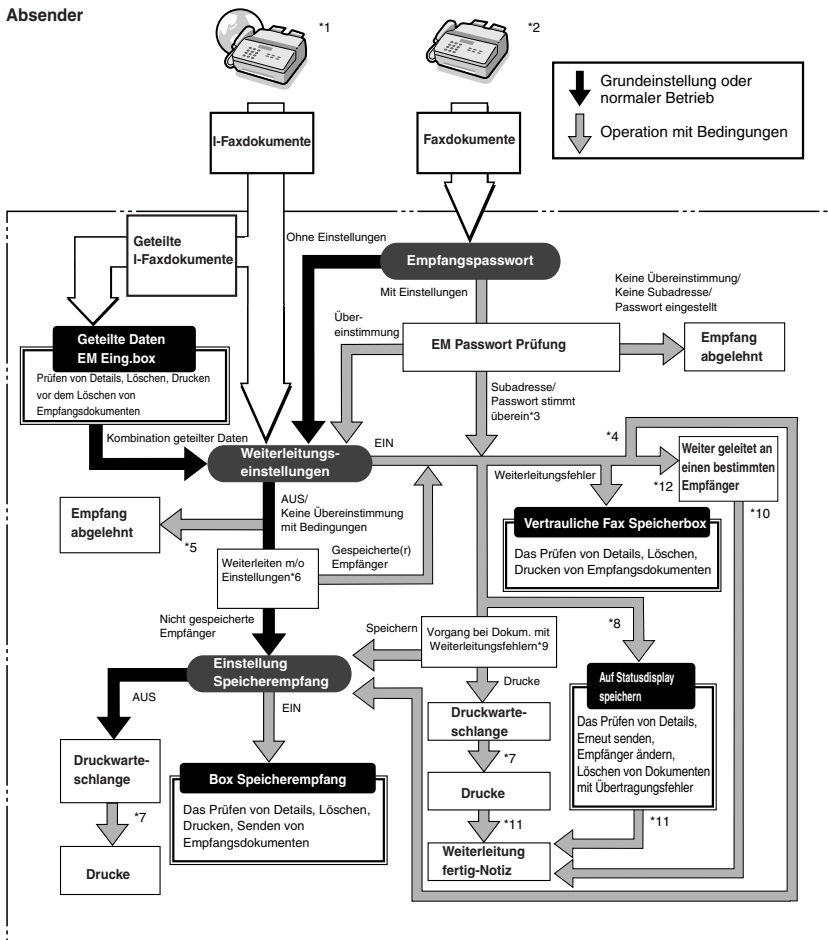 Absender
*1
*2
Grundeinstellung oder
normaler Betrieb
Operation mit Bedingungen
I-Faxdokumente
Faxdokumente
Geteilte
I-Faxdokumente
Ohne Einstellungen
Empfangspasswort
Mit Einstellungen
Keine Übereinstimmung/
Keine Subadresse/
Passwort eingestellt
Über-
einstimmung
EM Passwort Prüfung
Empfang
abgelehnt
Geteilte Daten
EM Eing.box
Prüfen von Details, Löschen, Drucken
vor dem Löschen von
Empfangsdokumenten
Subadresse/
Passwort stimmt
überein*3
Kombination geteilter Daten
EIN
*4
Weiterleitungs-
einstellungen
Weiterleitungsfehler
*12
Weiter geleitet an
einen bestimmten
Empfänger
*10
AUS/
Keine Übereinstimmung
mit Bedingungen
Empfang
abgelehnt
*5
Vertrauliche Fax Speicherbox
Das Prüfen von Details, Löschen,
Drucken von Empfangsdokumenten
Weiterleiten m/o
Einstellungen*6
Gespeicherte(r)
Empfänger
Nicht gespeicherte
Empfänger
Speichern
Vorgang bei Dokum. mit
Weiterleitungsfehlern*9
*8
Einstellung
Speicherempfang
Drucke
Auf Statusdisplay
speichern
Das Prüfen von Details,
Erneut senden,
Empfänger ändern,
Löschen von Dokumenten
mit Übertragungsfehler
AUS
EIN
Druckwarte-
schlange
*7
Drucke
*11
*11
Weiterleitung
fertig-Notiz
Druckwarte-
schlange
*7
Drucke
Box Speicherempfang
Das Prüfen von Details, Löschen,
Drucken, Senden von
Empfangsdokumenten